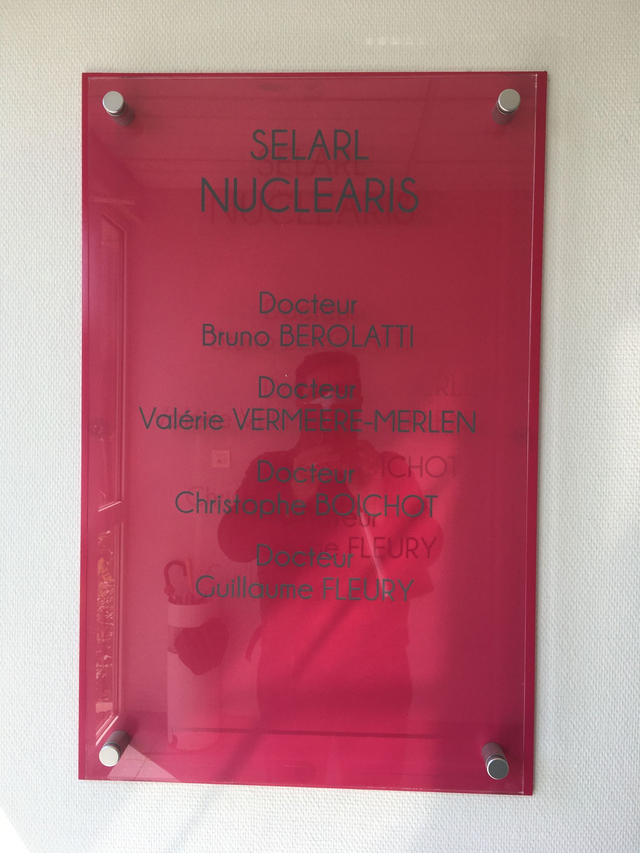 SELARL
NUCLEARIS
Docteur
Bruno BEROLATTI
Docteur
Valérie VERMEERE-MERLEN
Docteur
Christophe BOICHOT
Docteur
Guillaume FLEURY